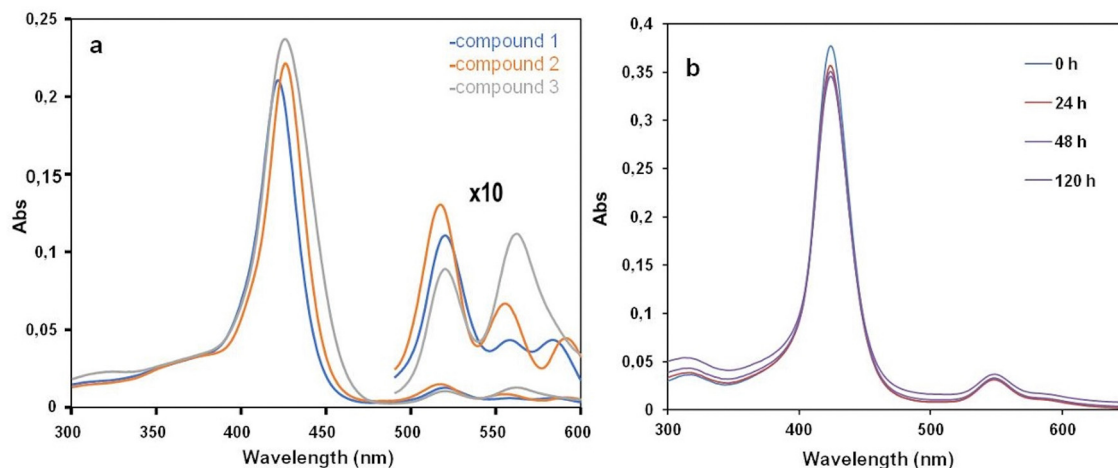 a
-compound 1
-compound 2
-compound 3
x10
0,25
0,2
0,15
0,1
0,05
0
Abs
300 350 400 450 500 550 600
Wavelength (nm)
b
0 h
24 h
48 h
120 h
0,4
0,35
0,3
0,25
0,2
0,15
0,1
0,05
0
Abs
300 400 500 600
Wavelength (nm)